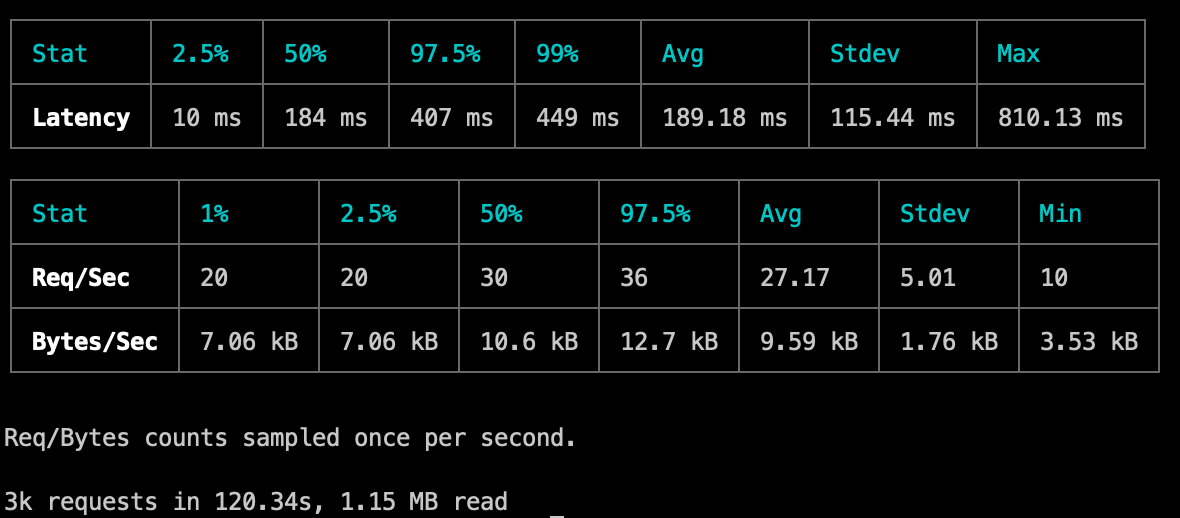 Stat 2.5% 50% 97.5% 99% Avg Stdev Max
Latency 10 ms 184 ms 407 ms 449 ms 189.18 ms 115.44 ms 810.13 ms
Stat 1% 2.5% 50% 97.5% Avg Stdev Min
Req/Sec 20 20 30 36 27.17 5.01 10
Bytes/Sec 7.06 kB 7.06 kB 10.6 kB 12.7 kB 9.59 kB 1.76 kB 3.53 kB
Req/Bytes counts sampled once per second.
3k requests in 120.34s, 1.15 MB read